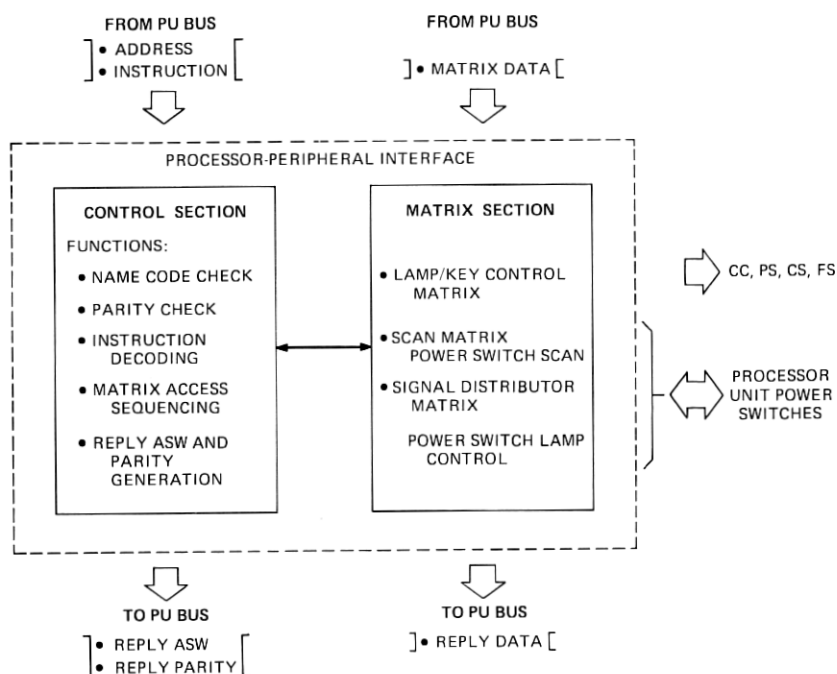 FROM PU BUS
• ADDRESS
• INSTRUCTION
FROM PU BUS
• MATRIX DATA
PROCESSOR-PERIPHERAL INTERFACE
CONTROL SECTION
FUNCTIONS:
• NAME CODE CHECK
• PARITY CHECK
• INSTRUCTION
DECODING
• MATRIX ACCESS
SEQUENCING
• REPLY ASW AND
PARITY
GENERATION
MATRIX SECTION
• LAMP/KEY CONTROL
MATRIX
• SCAN MATRIX
POWER SWITCH SCAN
• SIGNAL DISTRIBUTOR
MATRIX
POWER SWITCH LAMP
CONTROL
CC, PS, CS, FS
PROCESSOR
UNIT POWER
SWITCHES
TO PU BUS
• REPLY ASW
• REPLY PARITY
TO PU BUS
• REPLY DATA